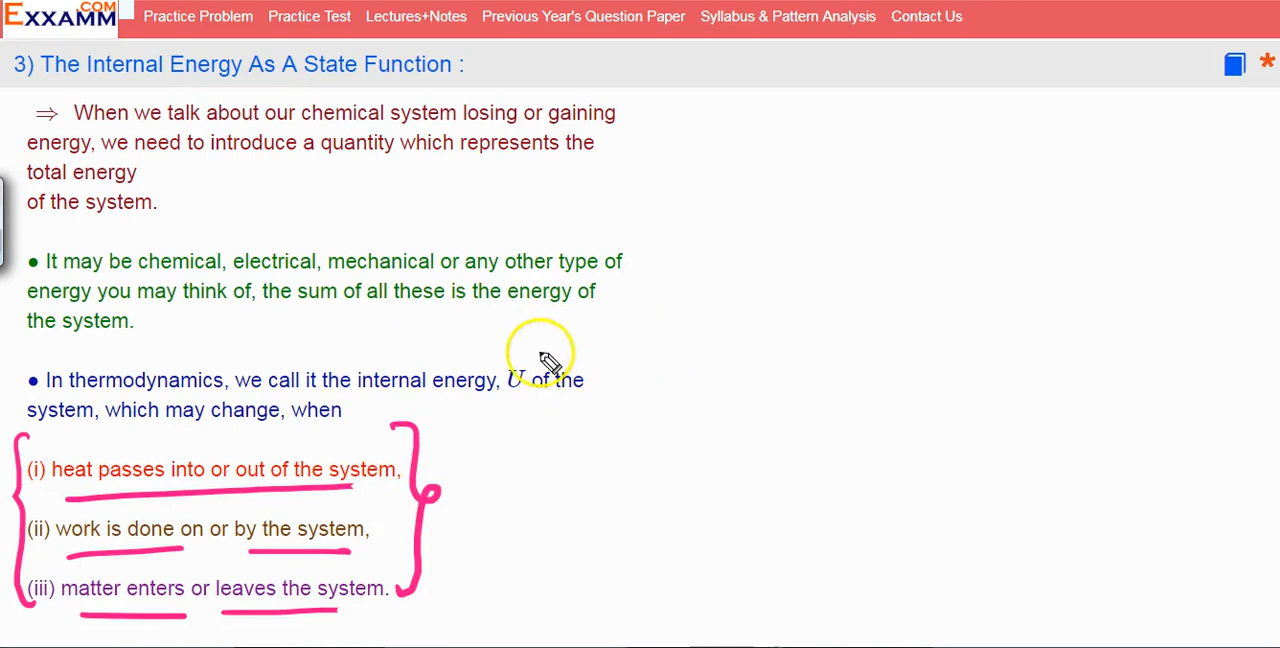 EXXAMM.COM
Practice Problem Practice Test Lectures+Notes Previous Year's Question Paper Syllabus & Pattern Analysis Contact Us
3) The Internal Energy As A State Function :
⇒ When we talk about our chemical system losing or gaining
energy, we need to introduce a quantity which represents the
total energy
of the system.
● It may be chemical, electrical, mechanical or any other type of
energy you may think of, the sum of all these is the energy of
the system.
● In thermodynamics, we call it the internal energy, U of the
system, which may change, when
(i) heat passes into or out of the system,
(ii) work is done on or by the system,
(iii) matter enters or leaves the system.